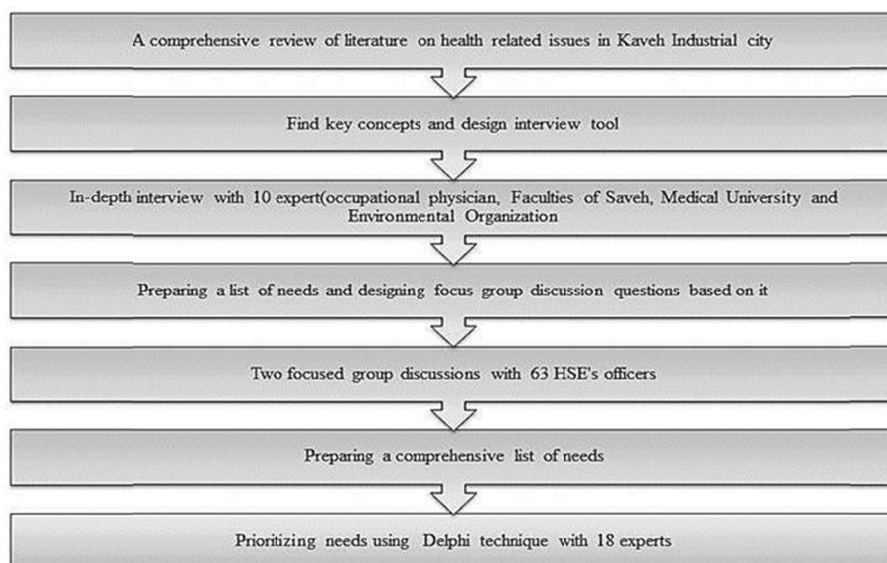 A comprehensive review of literature on health related issues in Kaveh Industrial city
Find key concepts and design interview tool
In-depth interview with 10 expert(occupational physician, Faculties of Saveh, Medical University and
Environmental Organization
Preparing a list of needs and designing focus group discussion questions based on it
Two focused group discussions with 63 HSE's officers
Preparing a comprehensive list of needs
Prioritizing needs using Delphi technique with 18 experts